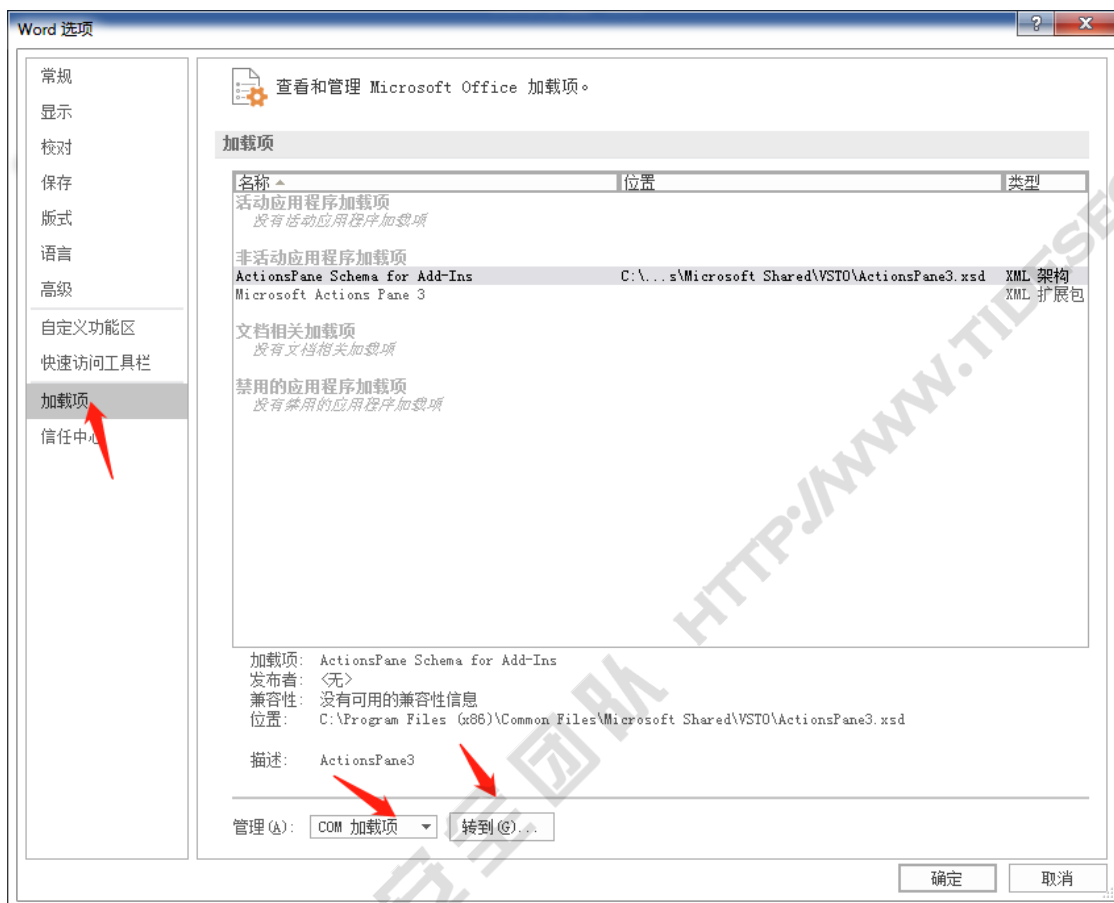 Word 选项
常规
显示
校对
保存
版式
语言
高级
自定义功能区
快速访问工具栏
加载项
信任中心
查看和管理 Microsoft Office 加载项。
加载项
名称 位置 类型
活动应用程序加载项
没有活动应用程序加载项
非活动应用程序加载项
ActionsPane Schema for Add-Ins C:\...s\Microsoft Shared\VSTO\ActionsPane3.xsd XML 架构
Microsoft Actions Pane 3 XML 扩展包
文档相关加载项
没有文档相关加载项
禁用的应用程序加载项
没有禁用的应用程序加载项
加载项: ActionsPane Schema for Add-Ins
发布者: <无>
兼容性: 没有可用的兼容性信息
位置: C:\Program Files (x86)\Common Files\Microsoft Shared\VSTO\ActionsPane3.xsd
描述: ActionsPane3
管理(A): COM 加载项 转到(G)...
确定 取消
安全团队 HTTP://WWW.TIDESE